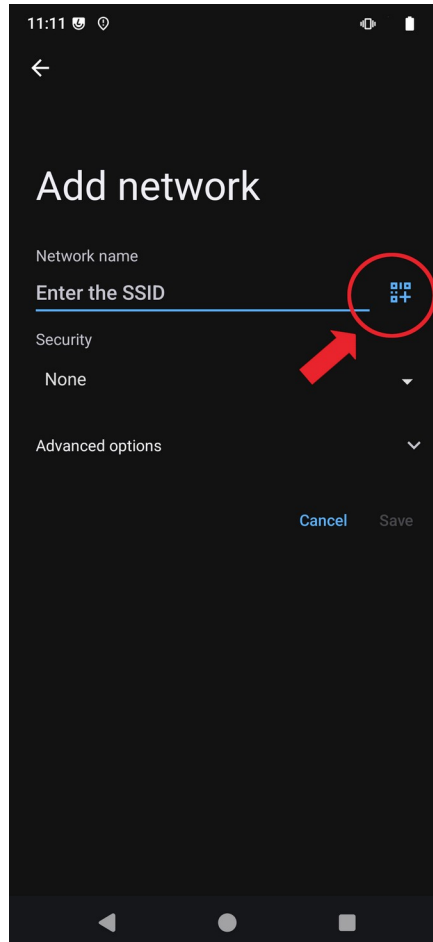 11:11
Add network
Network name
Enter the SSID
Security
None
Advanced options
Cancel Save